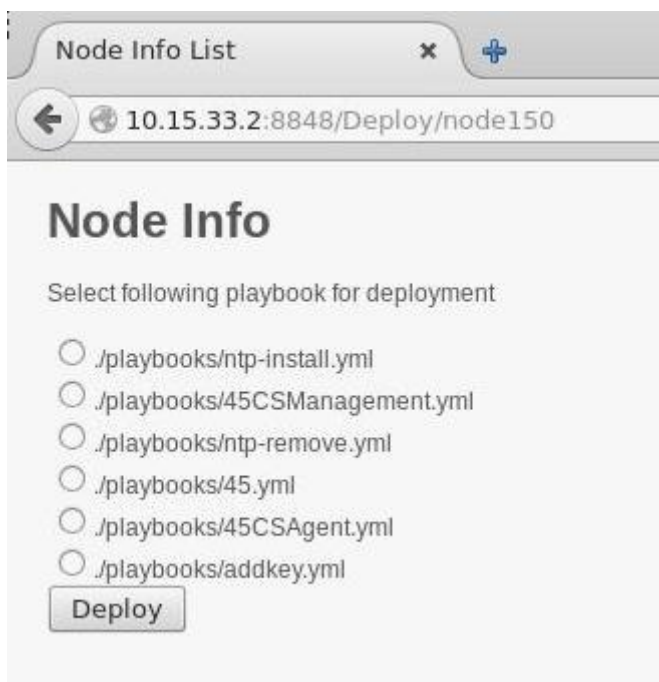 Node Info List
10.15.33.2:8848/Deploy/node150
Node Info
Select following playbook for deployment
./playbooks/ntp-install.yml
./playbooks/45CSManagement.yml
./playbooks/ntp-remove.yml
./playbooks/45.yml
./playbooks/45CSAgent.yml
./playbooks/addkey.yml
Deploy